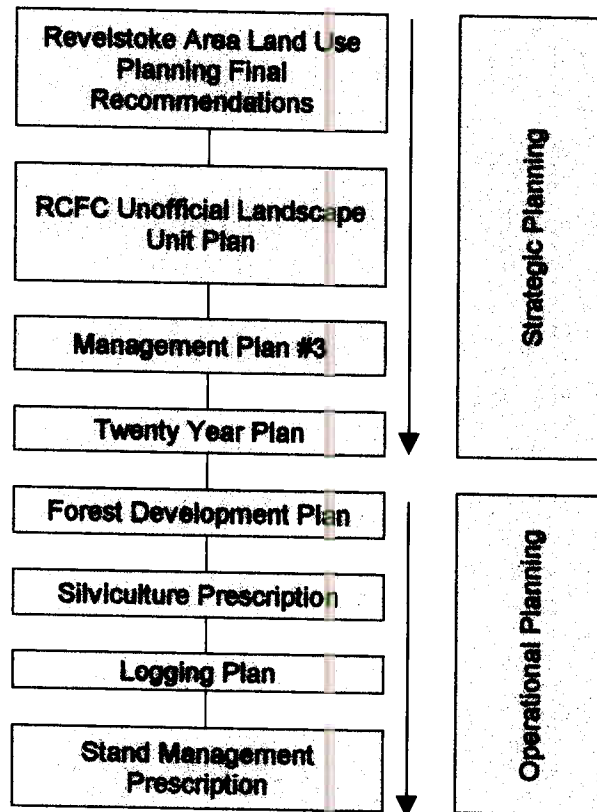 Revelstoke Area Land Use
Planning Final
Recommendations
RCFC Unofficial Landscape
Unit Plan
Management Plan #3
Twenty Year Plan
Strategic Planning
Forest Development Plan
Silviculture Prescription
Logging Plan
Stand Management
Prescription
Operational Planning